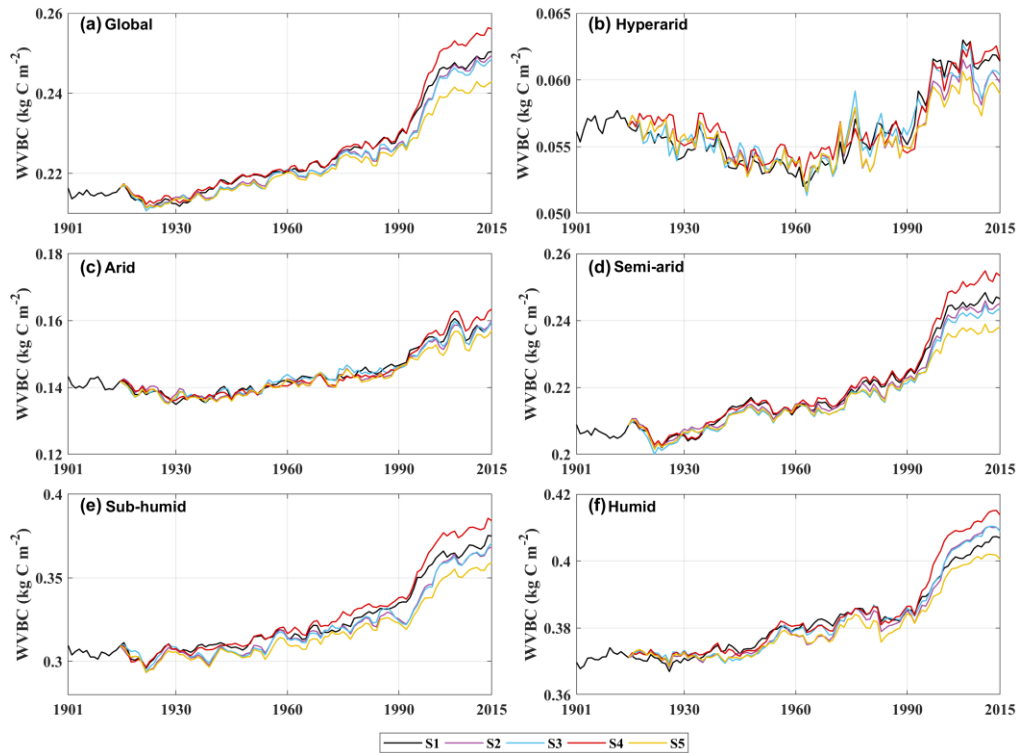 (a) Global
WVBC (kg C m−2)
0.26
0.24
0.22
1901 1930 1960 1990 2015
(b) Hyperarid
WVBC (kg C m−2)
0.065
0.060
0.055
0.050
1901 1930 1960 1990 2015
(c) Arid
WVBC (kg C m−2)
0.18
0.16
0.14
0.12
1901 1930 1960 1990 2015
(d) Semi-arid
WVBC (kg C m−2)
0.26
0.24
0.22
0.2
1901 1930 1960 1990 2015
(e) Sub-humid
WVBC (kg C m−2)
0.4
0.35
0.3
1901 1930 1960 1990 2015
(f) Humid
WVBC (kg C m−2)
0.42
0.4
0.38
0.36
1901 1930 1960 1990 2015
S1 S2 S3 S4 S5